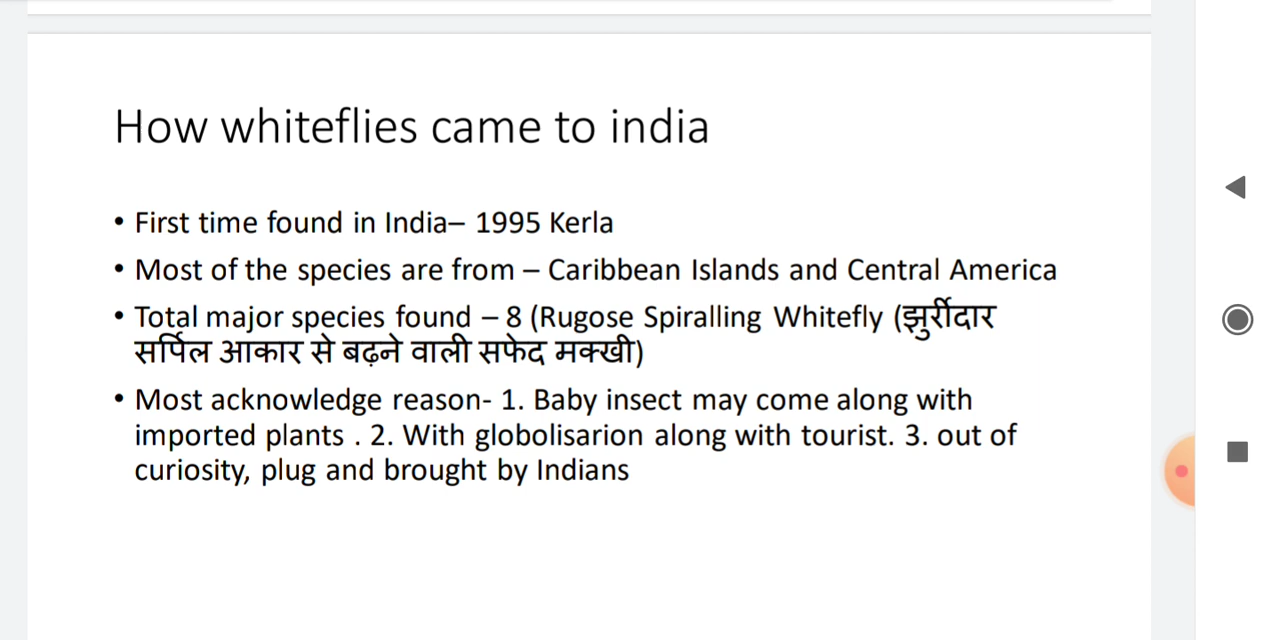 How whiteflies came to india
• First time found in India– 1995 Kerla
• Most of the species are from – Caribbean Islands and Central America
• Total major species found – 8 (Rugose Spiralling Whitefly (झुर्रीदार
सर्पिल आकार से बढ़ने वाली सफेद मक्खी)
• Most acknowledge reason- 1. Baby insect may come along with
imported plants . 2. With globolisarion along with tourist. 3. out of
curiosity, plug and brought by Indians